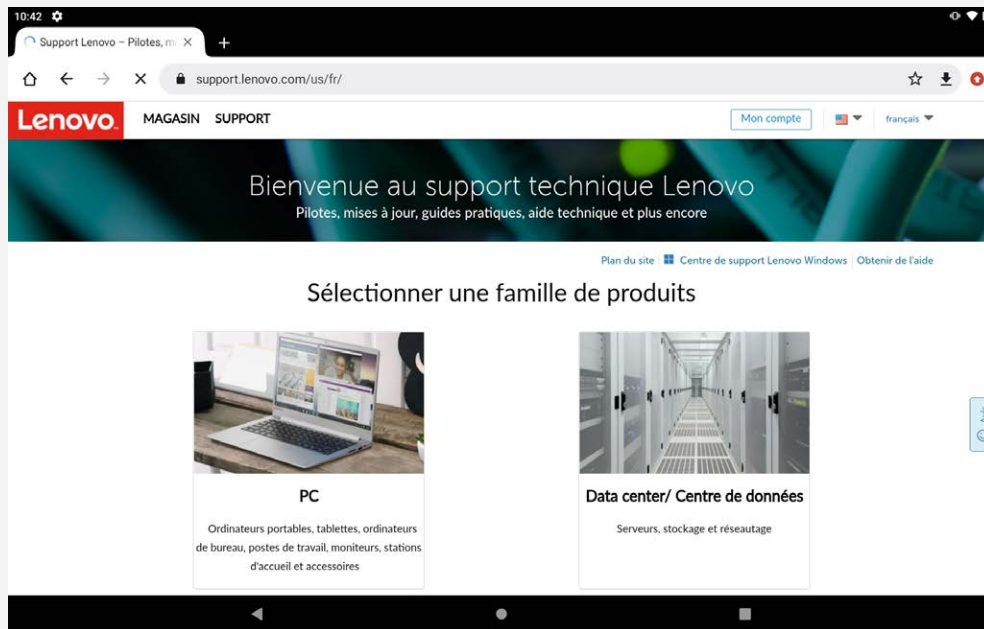 10:42
Support Lenovo – Pilotes, m
support.lenovo.com/us/fr/
Lenovo.
MAGASIN SUPPORT
Mon compte
français
Bienvenue au support technique Lenovo
Pilotes, mises à jour, guides pratiques, aide technique et plus encore
Plan du site Centre de support Lenovo Windows Obtenir de l'aide
Sélectionner une famille de produits
PC
Ordinateurs portables, tablettes, ordinateurs
de bureau, postes de travail, moniteurs, stations
d'accueil et accessoires
Data center/ Centre de données
Serveurs, stockage et réseautage